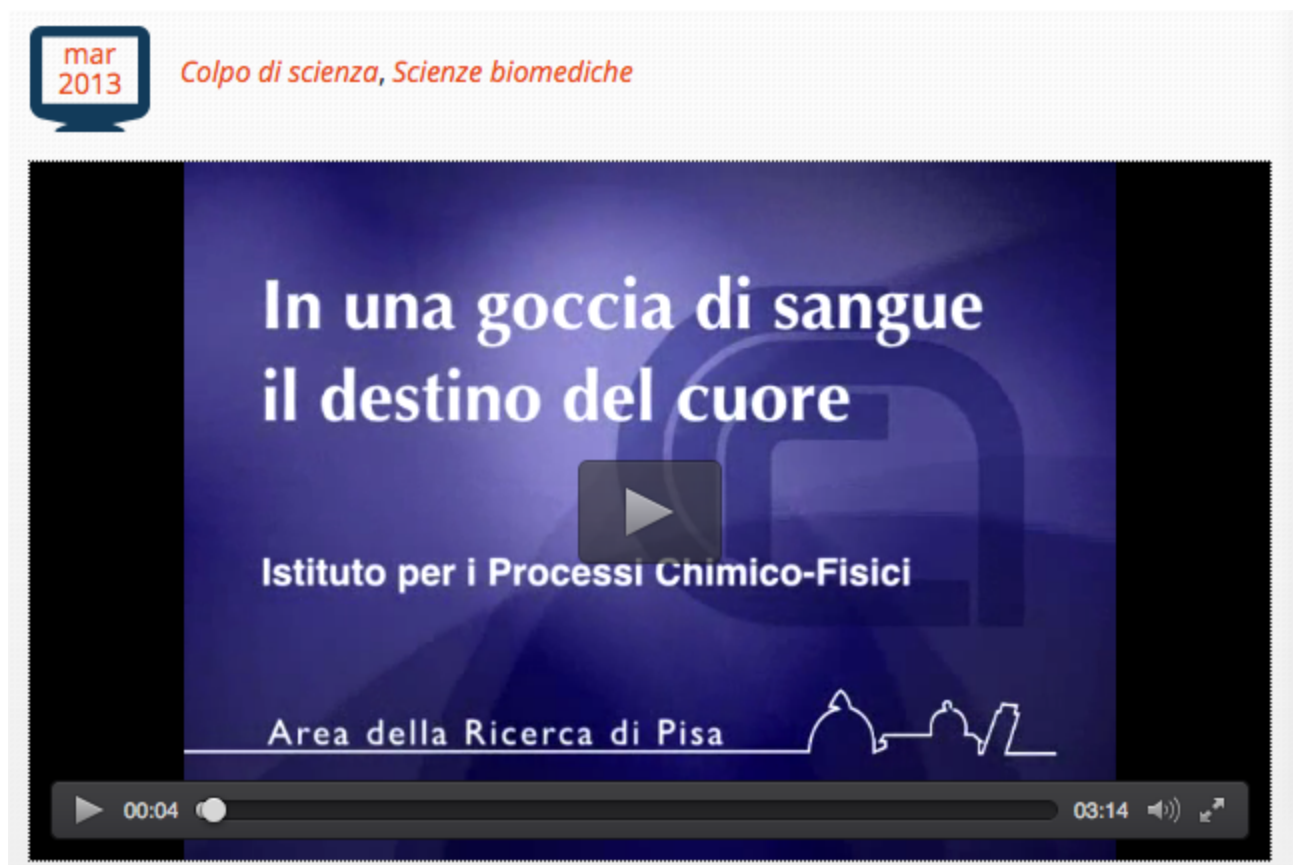 mar
2013
Colpo di scienza, Scienze biomediche
In una goccia di sangue
il destino del cuore
Istituto per i Processi Chimico-Fisici
Area della Ricerca di Pisa
00:04
03:14